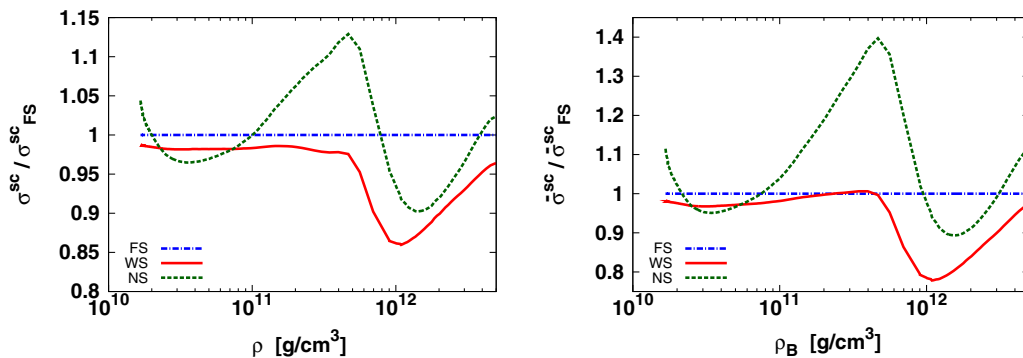 1.15
1.1
1.05
1
0.95
0.9
0.85
0.8
σ^sc / σ^sc_FS
FS
WS
NS
10^10
10^11
10^12
ρ [g/cm^3]
1.4
1.3
1.2
1.1
1
0.9
0.8
σ̄^sc / σ̄^sc_FS
FS
WS
NS
10^10
10^11
10^12
ρ_B [g/cm^3]